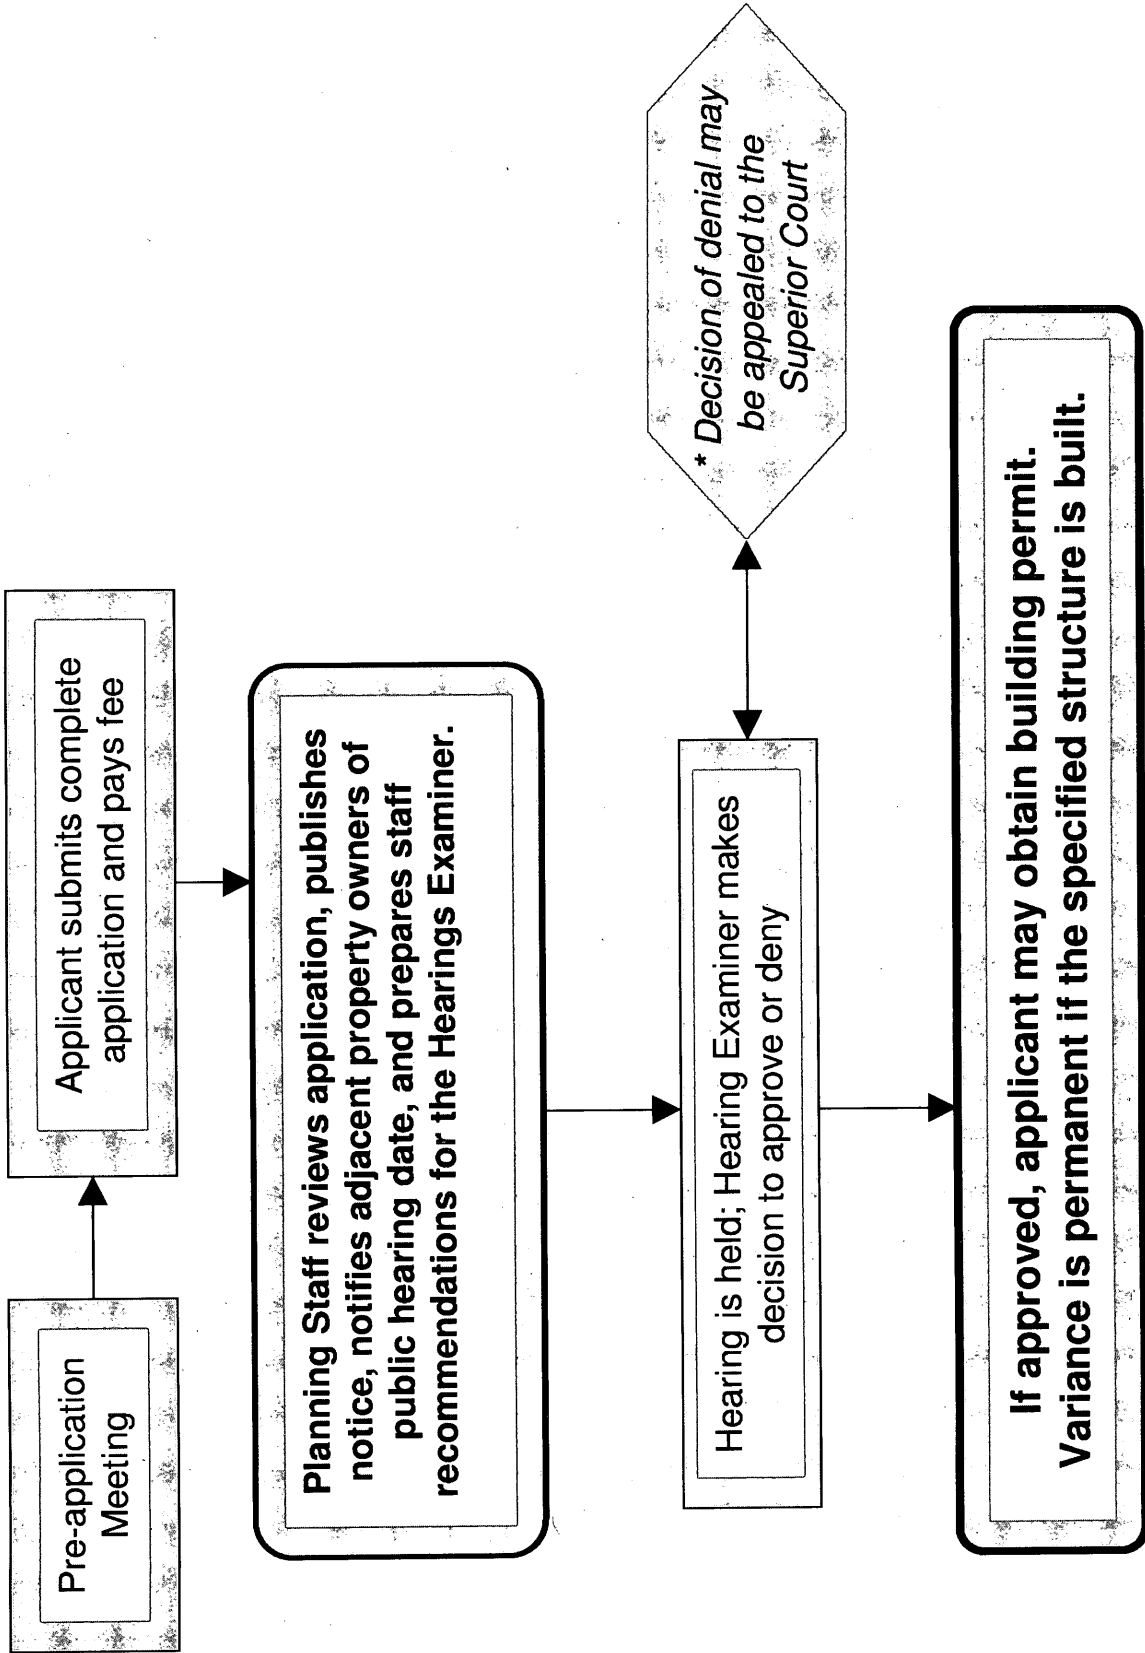 Pre-application
Meeting
Applicant submits complete
application and pays fee
Planning Staff reviews application, publishes
notice, notifies adjacent property owners of
public hearing date, and prepares staff
recommendations for the Hearings Examiner.
Hearing is held; Hearing Examiner makes
decision to approve or deny
* Decision of denial may
be appealed to the
Superior Court
If approved, applicant may obtain building permit.
Variance is permanent if the specified structure is built.